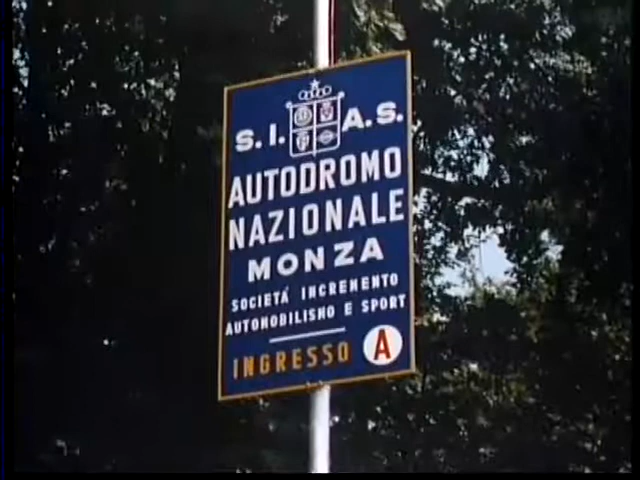 S.I. A.S.
AUTODROMO
NAZIONALE
MONZA
SOCIETÀ INCREMENTO
AUTOMOBILISMO E SPORT
INGRESSO A